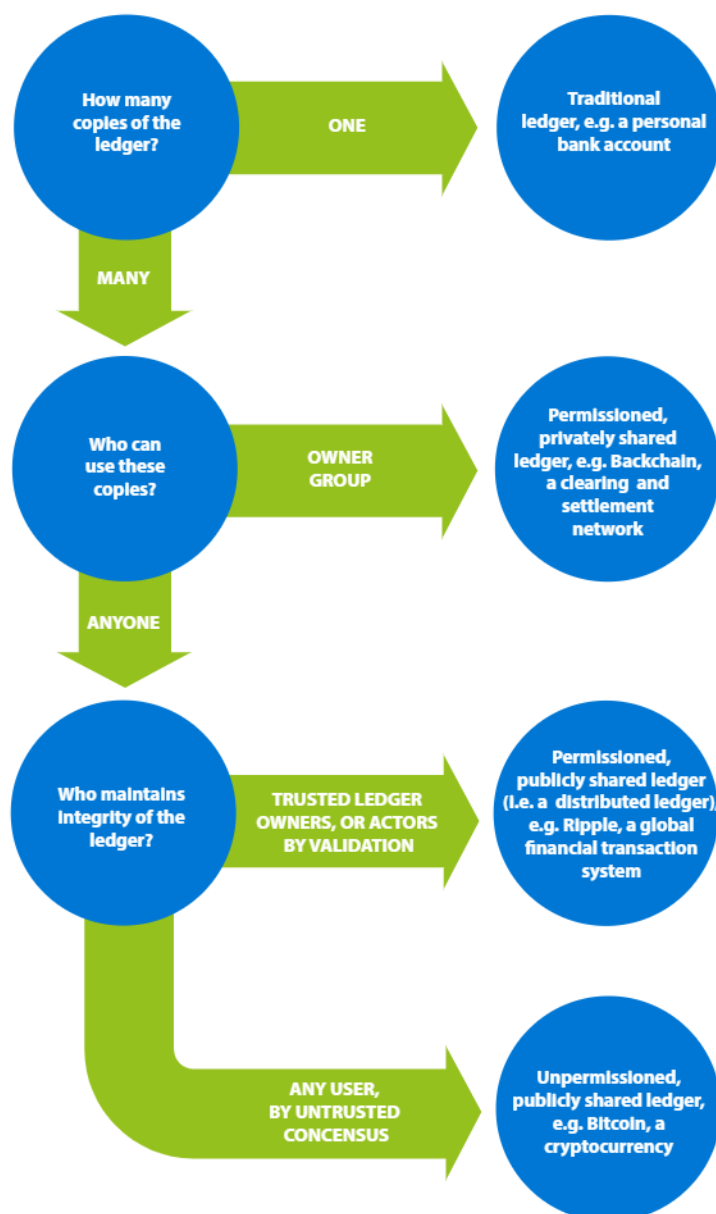 How many
copies of the
ledger?
ONE
Traditional
ledger, e.g. a personal
bank account
MANY
Who can
use these
copies?
OWNER
GROUP
Permissioned,
privately shared
ledger, e.g. Backchain,
a clearing and
settlement
network
ANYONE
Who maintains
integrity of the
ledger?
TRUSTED LEDGER
OWNERS, OR ACTORS
BY VALIDATION
Permissioned,
publicly shared ledger
(i.e. a distributed ledger),
e.g. Ripple, a global
financial transaction
system
ANY USER,
BY UNTRUSTED
CONCENSUS
Unpermissioned,
publicly shared ledger,
e.g. Bitcoin, a
cryptocurrency